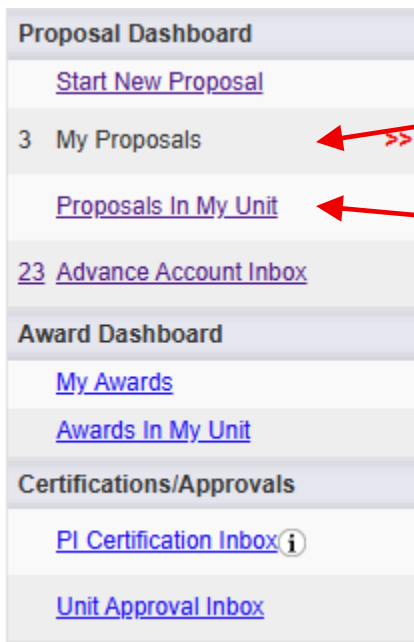 Proposal Dashboard
Start New Proposal
3 My Proposals >>
Proposals In My Unit
23 Advance Account Inbox
Award Dashboard
My Awards
Awards In My Unit
Certifications/Approvals
PI Certification Inbox i
Unit Approval Inbox